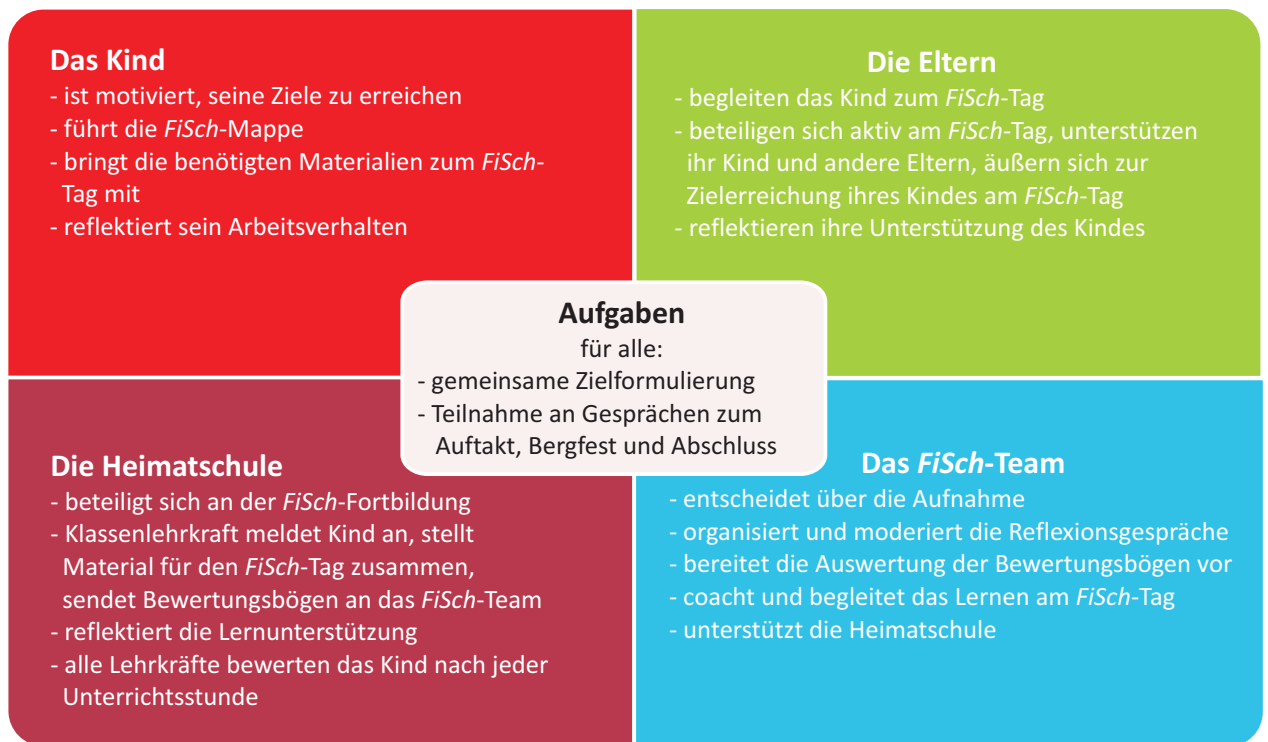 Das Kind
- ist motiviert, seine Ziele zu erreichen
- führt die FiSch-Mappe
- bringt die benötigten Materialien zum FiSch-
Tag mit
- reflektiert sein Arbeitsverhalten
Die Eltern
- begleiten das Kind zum FiSch-Tag
- beteiligen sich aktiv am FiSch-Tag, unterstützen
ihr Kind und andere Eltern, äußern sich zur
Zielerreichung ihres Kindes am FiSch-Tag
- reflektieren ihre Unterstützung des Kindes
Aufgaben
für alle:
- gemeinsame Zielformulierung
- Teilnahme an Gesprächen zum
Auftakt, Bergfest und Abschluss
Die Heimatschule
- beteiligt sich an der FiSch-Fortbildung
- Klassenlehrkraft meldet Kind an, stellt
Material für den FiSch-Tag zusammen,
sendet Bewertungsbögen an das FiSch-Team
- reflektiert die Lernunterstützung
- alle Lehrkräfte bewerten das Kind nach jeder
Unterrichtsstunde
Das FiSch-Team
- entscheidet über die Aufnahme
- organisiert und moderiert die Reflexionsgespräche
- bereitet die Auswertung der Bewertungsbögen vor
- coacht und begleitet das Lernen am FiSch-Tag
- unterstützt die Heimatschule